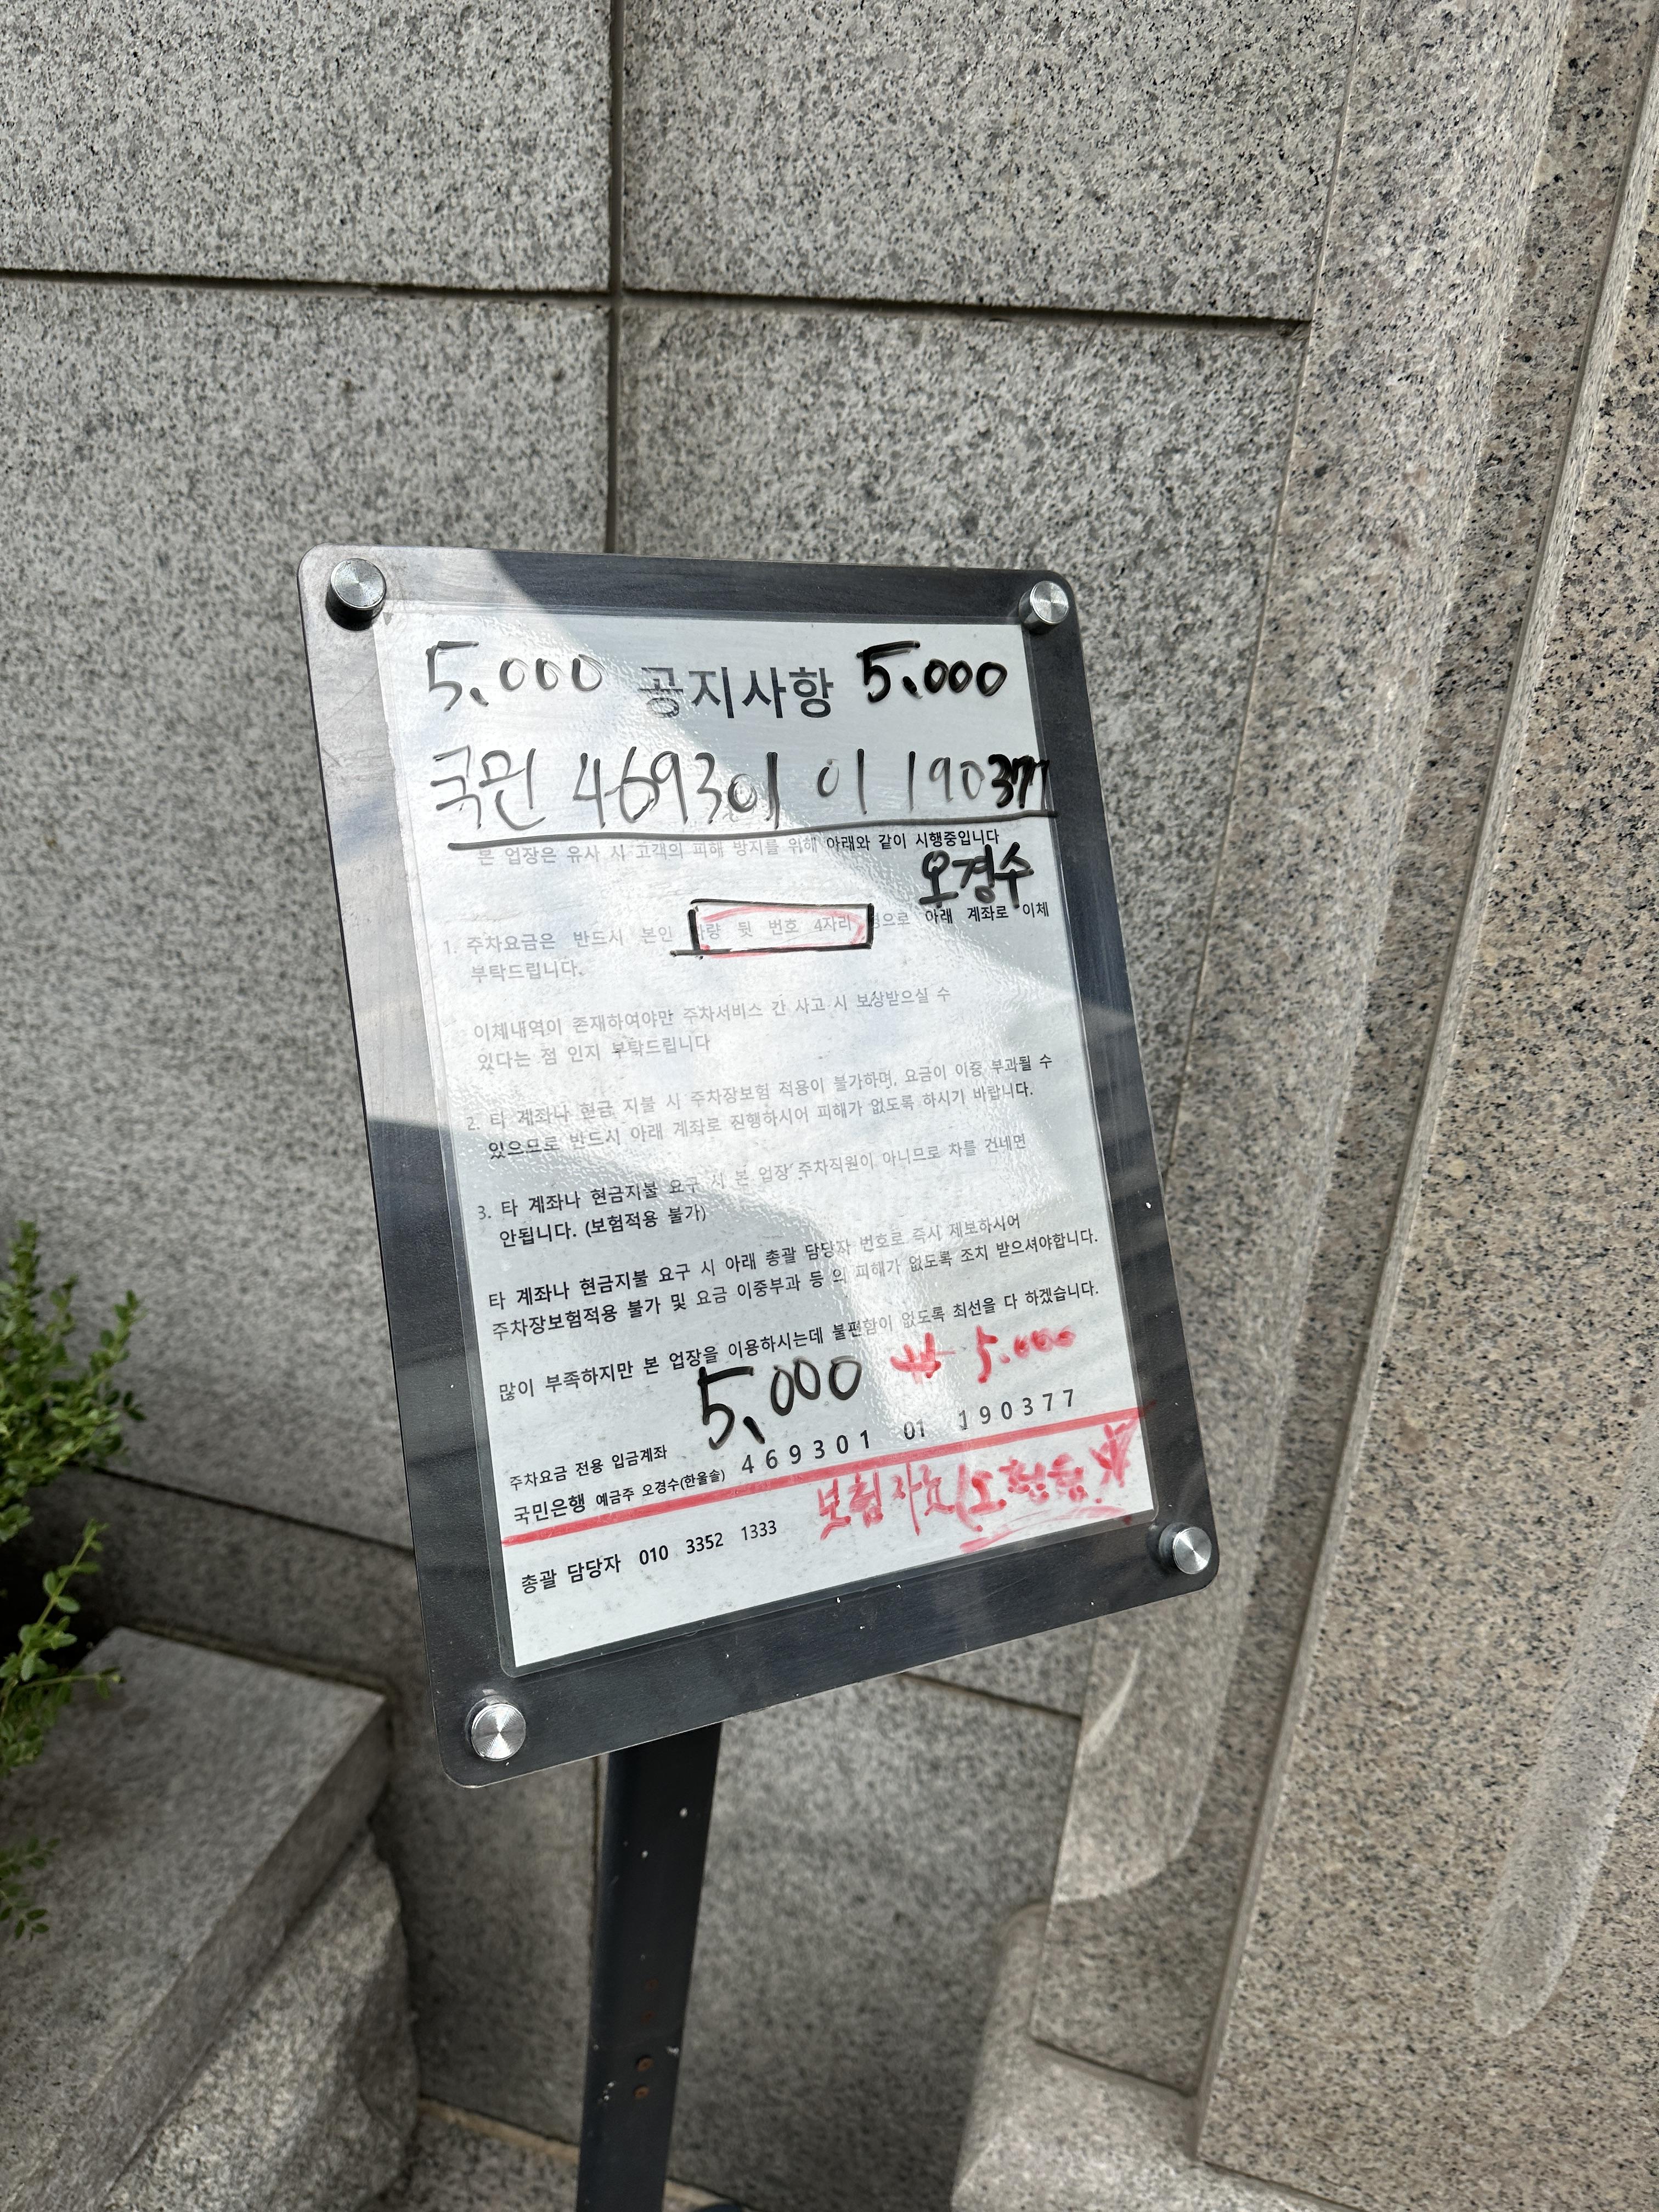 5,000 공지사항 5,000
국민 469301 01 190377
본 업장은 유사 시 고객의 피해 방지를 위해 아래와 같이 시행중입니다
오경수
1. 주차요금은 반드시 본인 차량 뒷 번호 4자리 명으로 아래 계좌로 이체
부탁드립니다.
이체내역이 존재하여야만 주차서비스 간 사고 시 보상받으실 수
있다는 점 인지 부탁드립니다
2. 타 계좌나 현금 지불 시 주차장보험 적용이 불가하며, 요금이 이중 부과될 수
있으므로 반드시 아래 계좌로 진행하시어 피해가 없도록 하시기 바랍니다.
3. 타 계좌나 현금지불 요구 시 본 업장 주차직원이 아니므로 차를 건네면
안됩니다. (보험적용 불가)
타 계좌나 현금지불 요구 시 아래 총괄 담당자 번호로 즉시 제보하시어
주차장보험적용 불가 및 요금 이중부과 등 의 피해가 없도록 조치 받으셔야합니다.
많이 부족하지만 본 업장을 이용하시는데 불편함이 없도록 최선을 다 하겠습니다.
5,000 ₩ 5.000
주차요금 전용 입금계좌
국민은행 예금주 오경수(한울솔) 469301 01 190377
보험자료
총괄 담당자 010 3352 1333